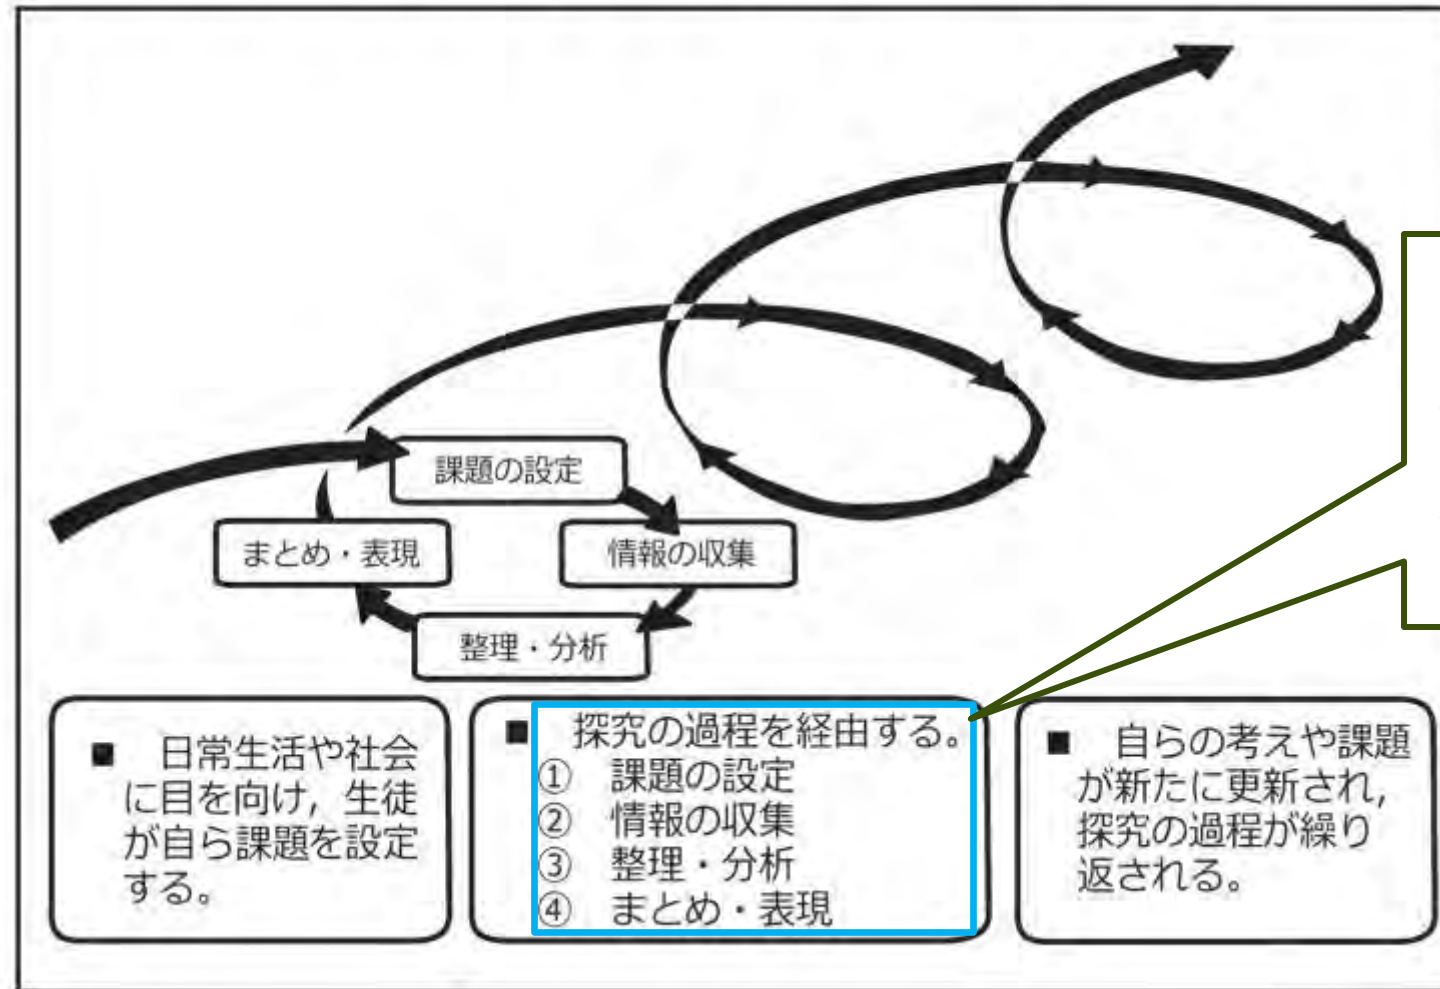 課題の設定
まとめ・表現
情報の収集
整理・分析
■ 日常生活や社会
に目を向け，生徒
が自ら課題を設定
する。
■ 探究の過程を経由する。
① 課題の設定
② 情報の収集
③ 整理・分析
④ まとめ・表現
■ 自らの考えや課題
が新たに更新され，
探究の過程が繰り
返される。